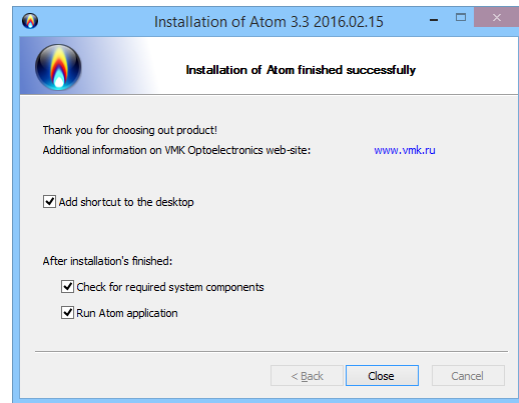 Installation of Atom 3.3 2016.02.15
Installation of Atom finished successfully
Thank you for choosing out product!
Additional information on VMK Optoelectronics web-site: www.vmk.ru
Add shortcut to the desktop
After installation's finished:
Check for required system components
Run Atom application
< Back Close Cancel